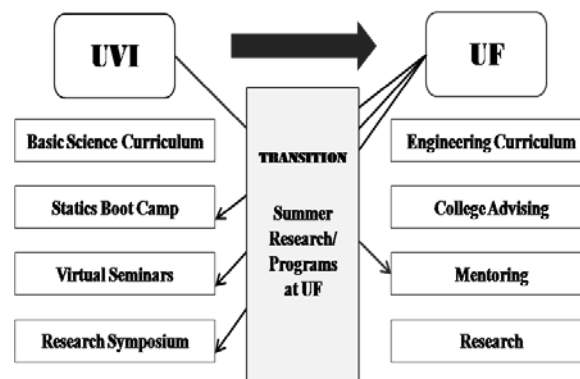 UVI
UF
Basic Science Curriculum
Statics Boot Camp
Virtual Seminars
Research Symposium
TRANSITION
Summer
Research/
Programs
at UF
Engineering Curriculum
College Advising
Mentoring
Research